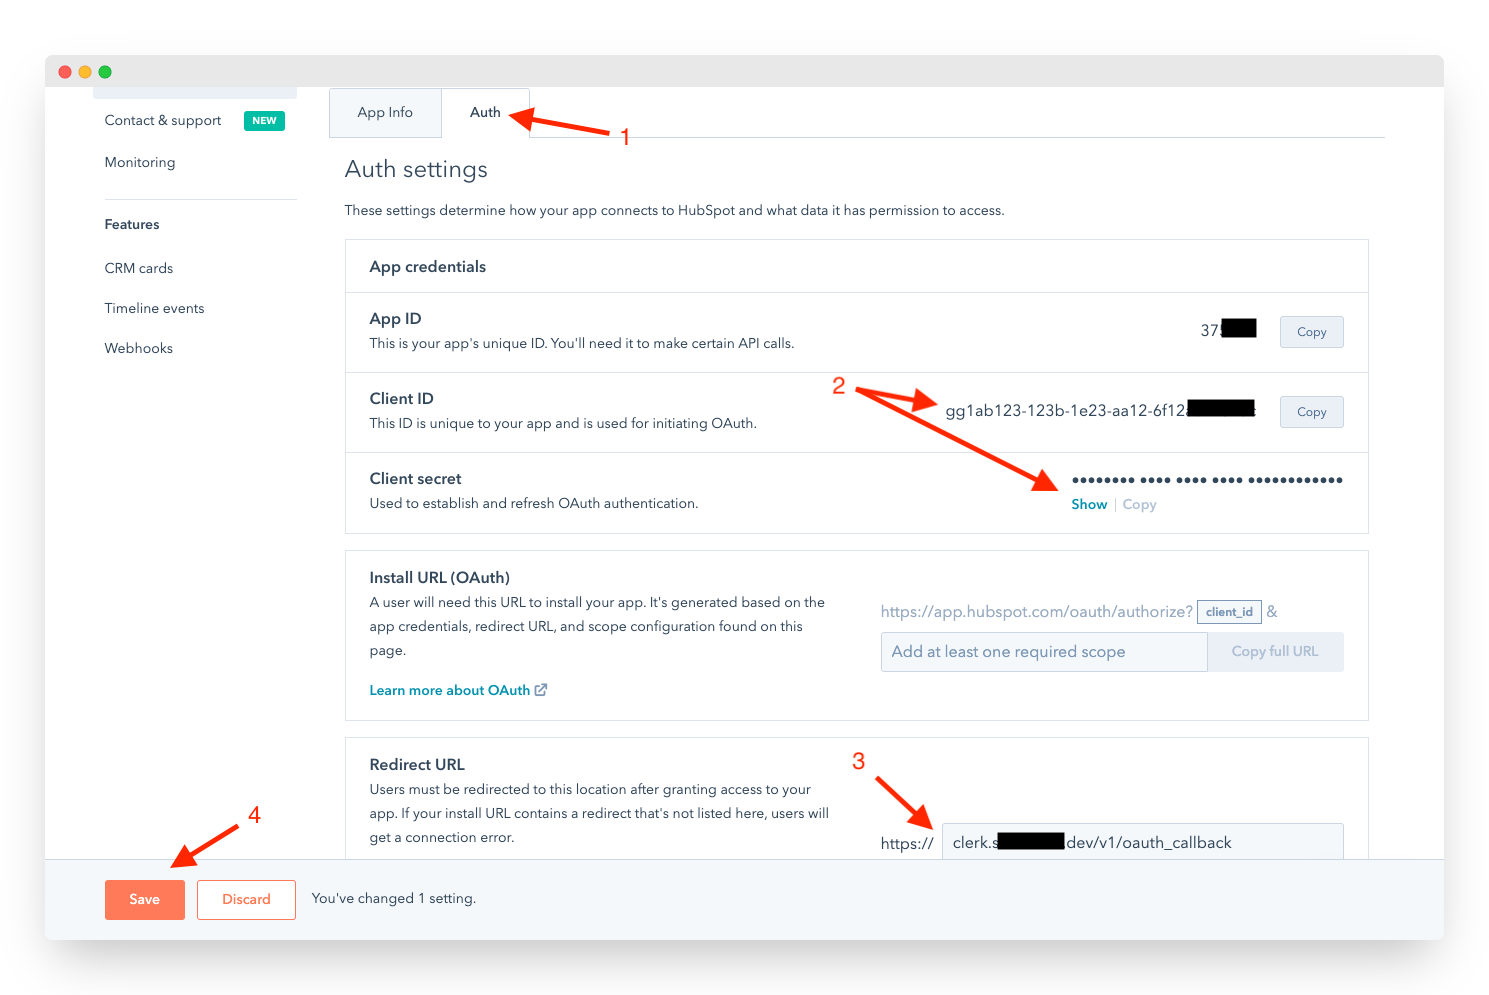 App Info
Auth
1
Contact & support
NEW
Monitoring
Features
CRM cards
Timeline events
Webhooks
Auth settings
These settings determine how your app connects to HubSpot and what data it has permission to access.
App credentials
App ID
This is your app's unique ID. You'll need it to make certain API calls.
37
Copy
2
Client ID
This ID is unique to your app and is used for initiating OAuth.
gg1ab123-123b-1e23-aa12-6f12
Copy
Client secret
Used to establish and refresh OAuth authentication.
•••••••• •••• •••• •••• ••••••••••••
Show | Copy
Install URL (OAuth)
A user will need this URL to install your app. It's generated based on the
app credentials, redirect URL, and scope configuration found on this
page.
Learn more about OAuth
https://app.hubspot.com/oauth/authorize? client_id &
Add at least one required scope
Copy full URL
3
Redirect URL
Users must be redirected to this location after granting access to your
app. If your install URL contains a redirect that's not listed here, users will
get a connection error.
https:// clerk.s .dev/v1/oauth_callback
4
Save
Discard
You've changed 1 setting.